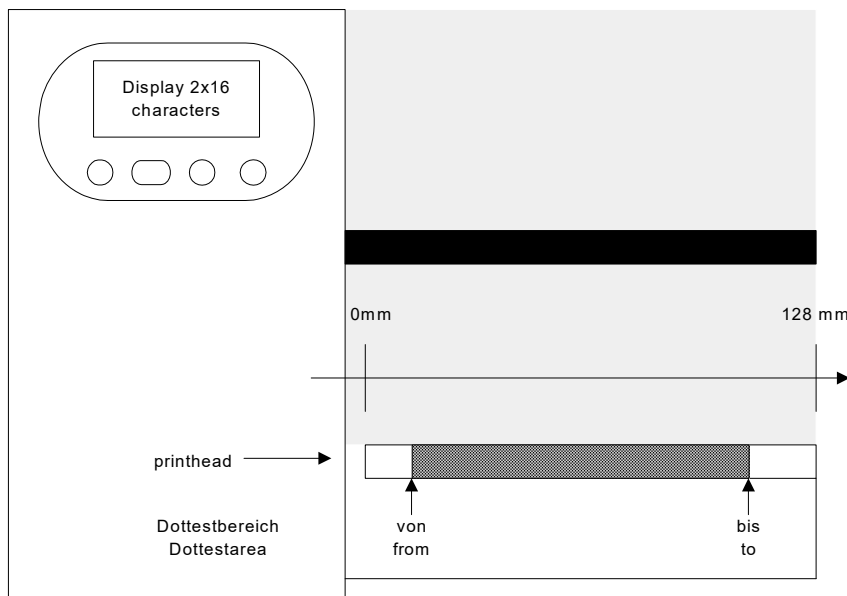 Display 2x16
characters
0mm
128 mm
printhead
Dottestbereich
Dottestarea
von
from
bis
to